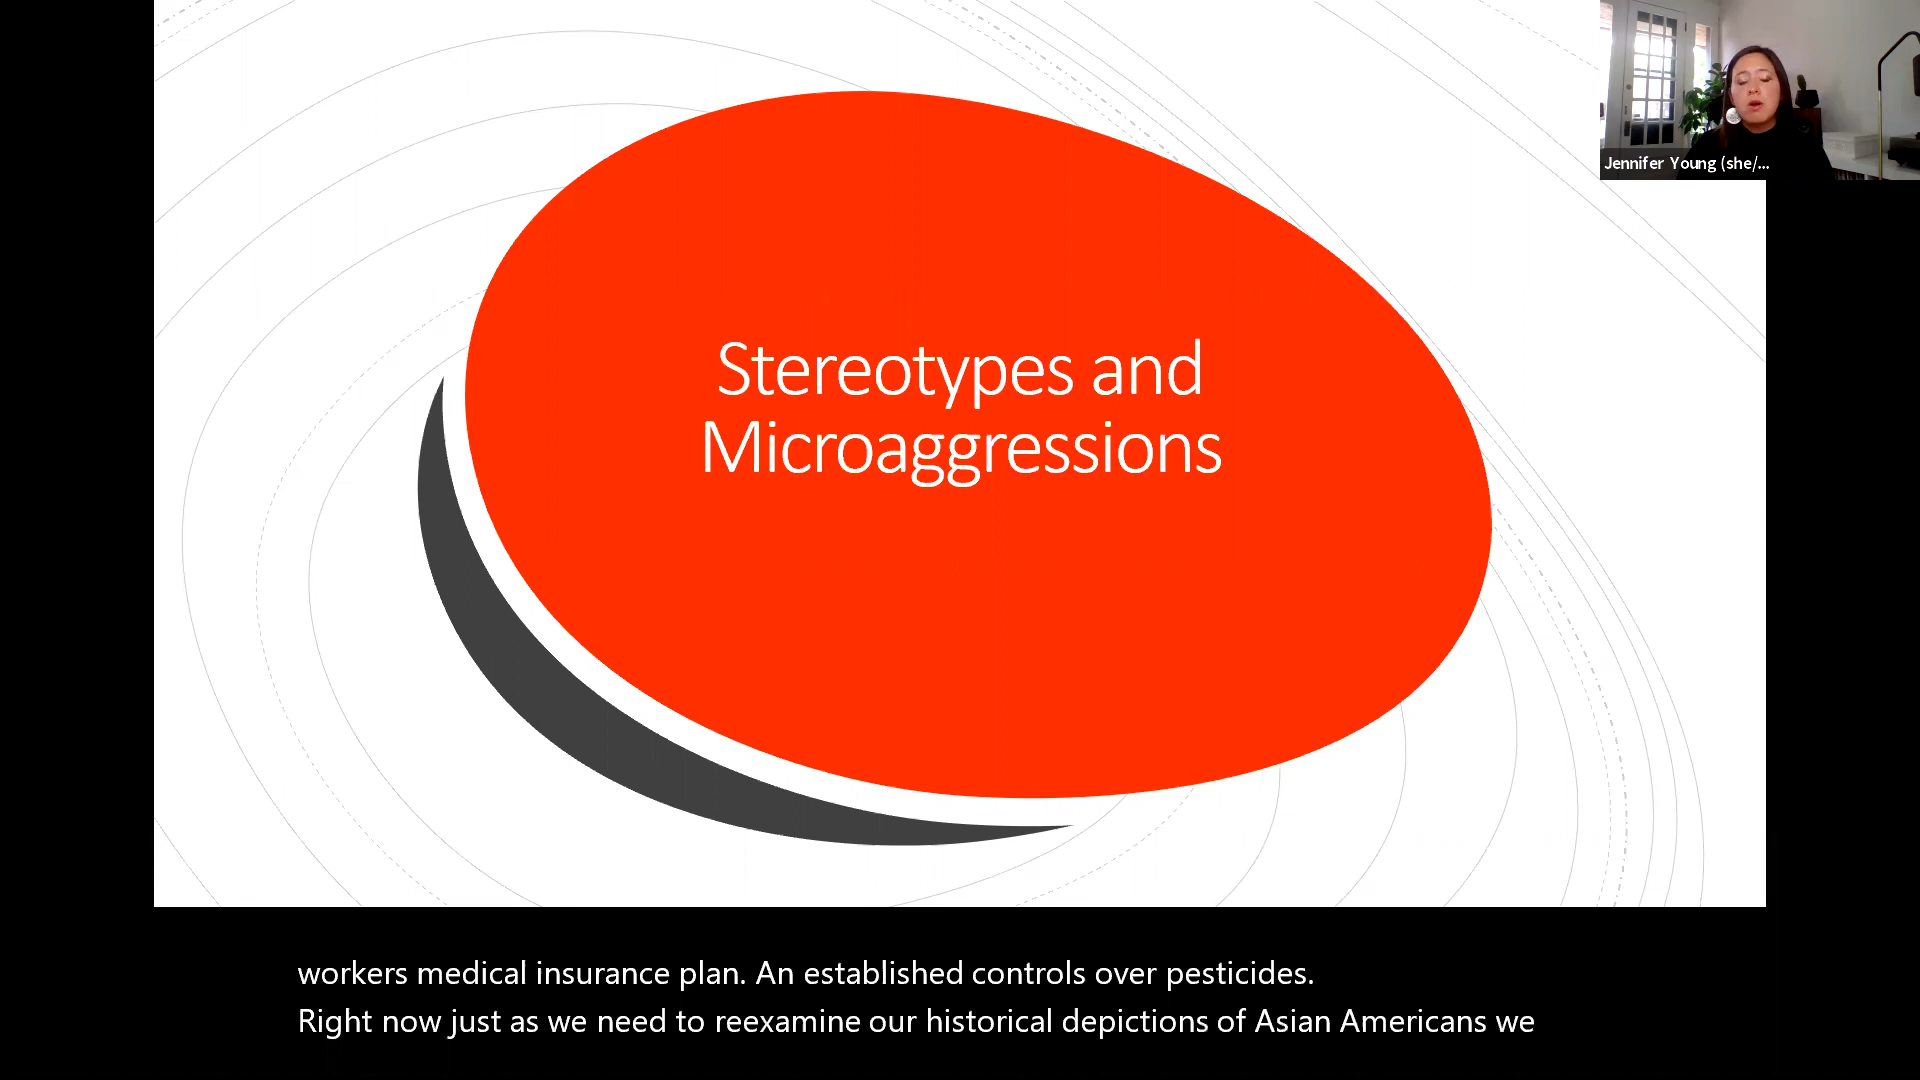 Stereotypes and
Microaggressions
Jennifer Young (she/...
workers medical insurance plan. An established controls over pesticides.
Right now just as we need to reexamine our historical depictions of Asian Americans we